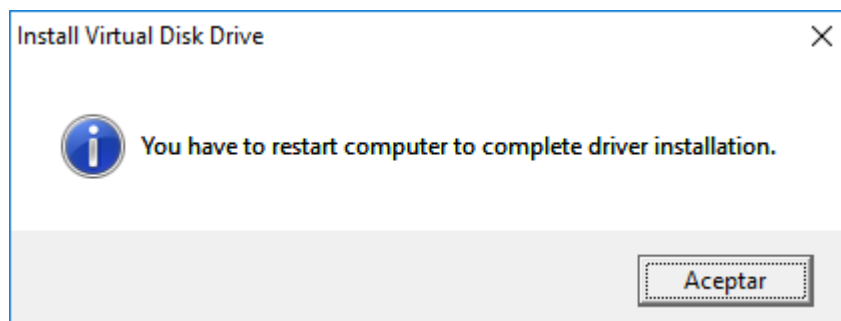 Install Virtual Disk Drive
You have to restart computer to complete driver installation.
Aceptar